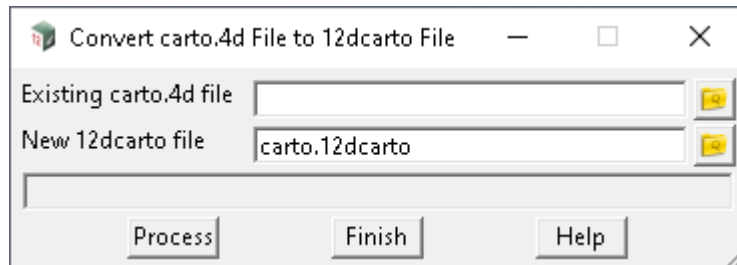 Convert carto.4d File to 12dcarto File
Existing carto.4d file
New 12dcarto file carto.12dcarto
Process Finish Help